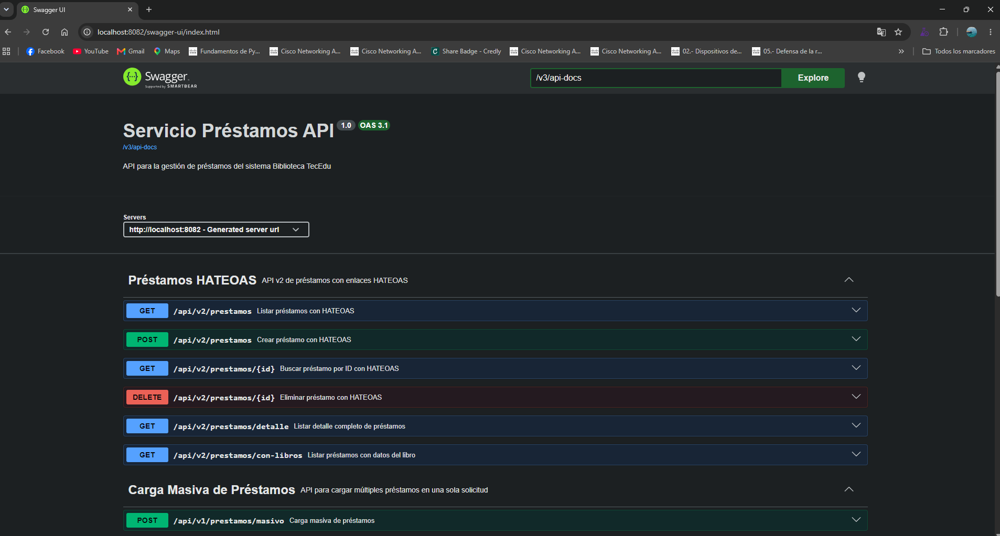 Swagger UI
localhost:8082/swagger-ui/index.html
Facebook
YouTube
Gmail
Maps
Fundamentos de Py...
Cisco Networking A...
Cisco Networking A...
Share Badge - Credly
Cisco Networking A...
Cisco Networking A...
02.- Dispositivos de...
05.- Defensa de la r...
Todos los marcadores
Swagger.
Supported by SMARTBEAR
/v3/api-docs
Explore
Servicio Préstamos API 1.0 OAS 3.1
/v3/api-docs
API para la gestión de préstamos del sistema Biblioteca TecEdu
Servers
http://localhost:8082 - Generated server url
Préstamos HATEOAS API v2 de préstamos con enlaces HATEOAS
GET /api/v2/prestamos Listar préstamos con HATEOAS
POST /api/v2/prestamos Crear préstamo con HATEOAS
GET /api/v2/prestamos/{id} Buscar préstamo por ID con HATEOAS
DELETE /api/v2/prestamos/{id} Eliminar préstamo con HATEOAS
GET /api/v2/prestamos/detalle Listar detalle completo de préstamos
GET /api/v2/prestamos/con-libros Listar préstamos con datos del libro
Carga Masiva de Préstamos API para cargar múltiples préstamos en una sola solicitud
POST /api/v1/prestamos/masivo Carga masiva de préstamos